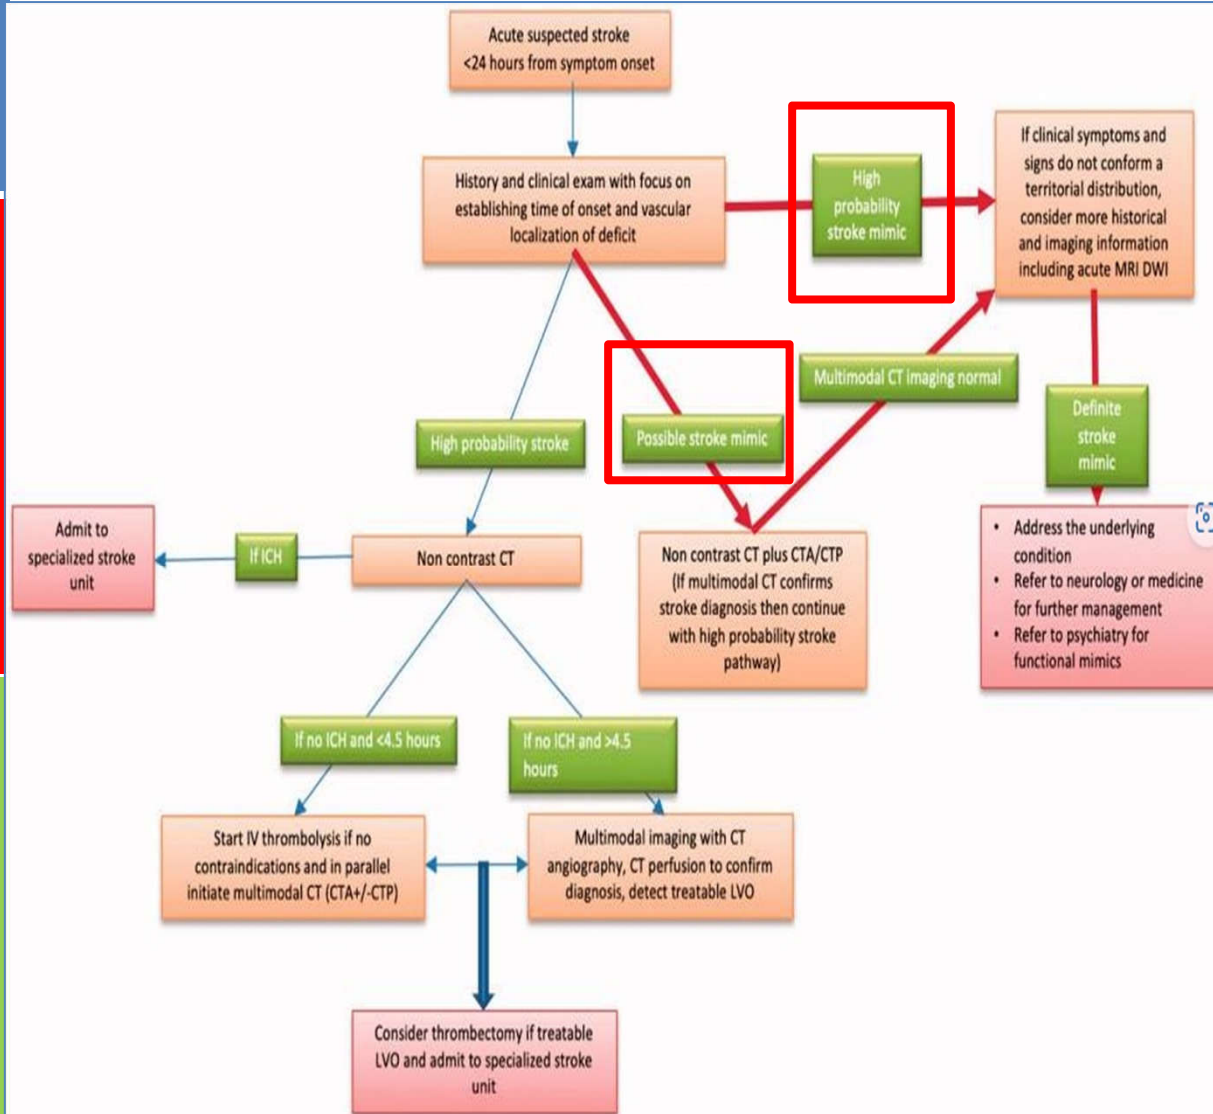 Acute suspected stroke
<24 hours from symptom onset
History and clinical exam with focus on
establishing time of onset and vascular
localization of deficit
High
probability
stroke mimic
If clinical symptoms and
signs do not conform a
territorial distribution,
consider more historical
and imaging information
including acute MRI DWI
Multimodal CT imaging normal
High probability stroke
Possible stroke mimic
Definite
stroke
mimic
Admit to
specialized stroke
unit
If ICH
Non contrast CT
Non contrast CT plus CTA/CTP
(If multimodal CT confirms
stroke diagnosis then continue
with high probability stroke
pathway)
• Address the underlying
condition
• Refer to neurology or medicine
for further management
• Refer to psychiatry for
functional mimics
If no ICH and <4.5 hours
If no ICH and >4.5
hours
Start IV thrombolysis if no
contraindications and in parallel
initiate multimodal CT (CTA+/-CTP)
Multimodal imaging with CT
angiography, CT perfusion to confirm
diagnosis, detect treatable LVO
Consider thrombectomy if treatable
LVO and admit to specialized stroke
unit